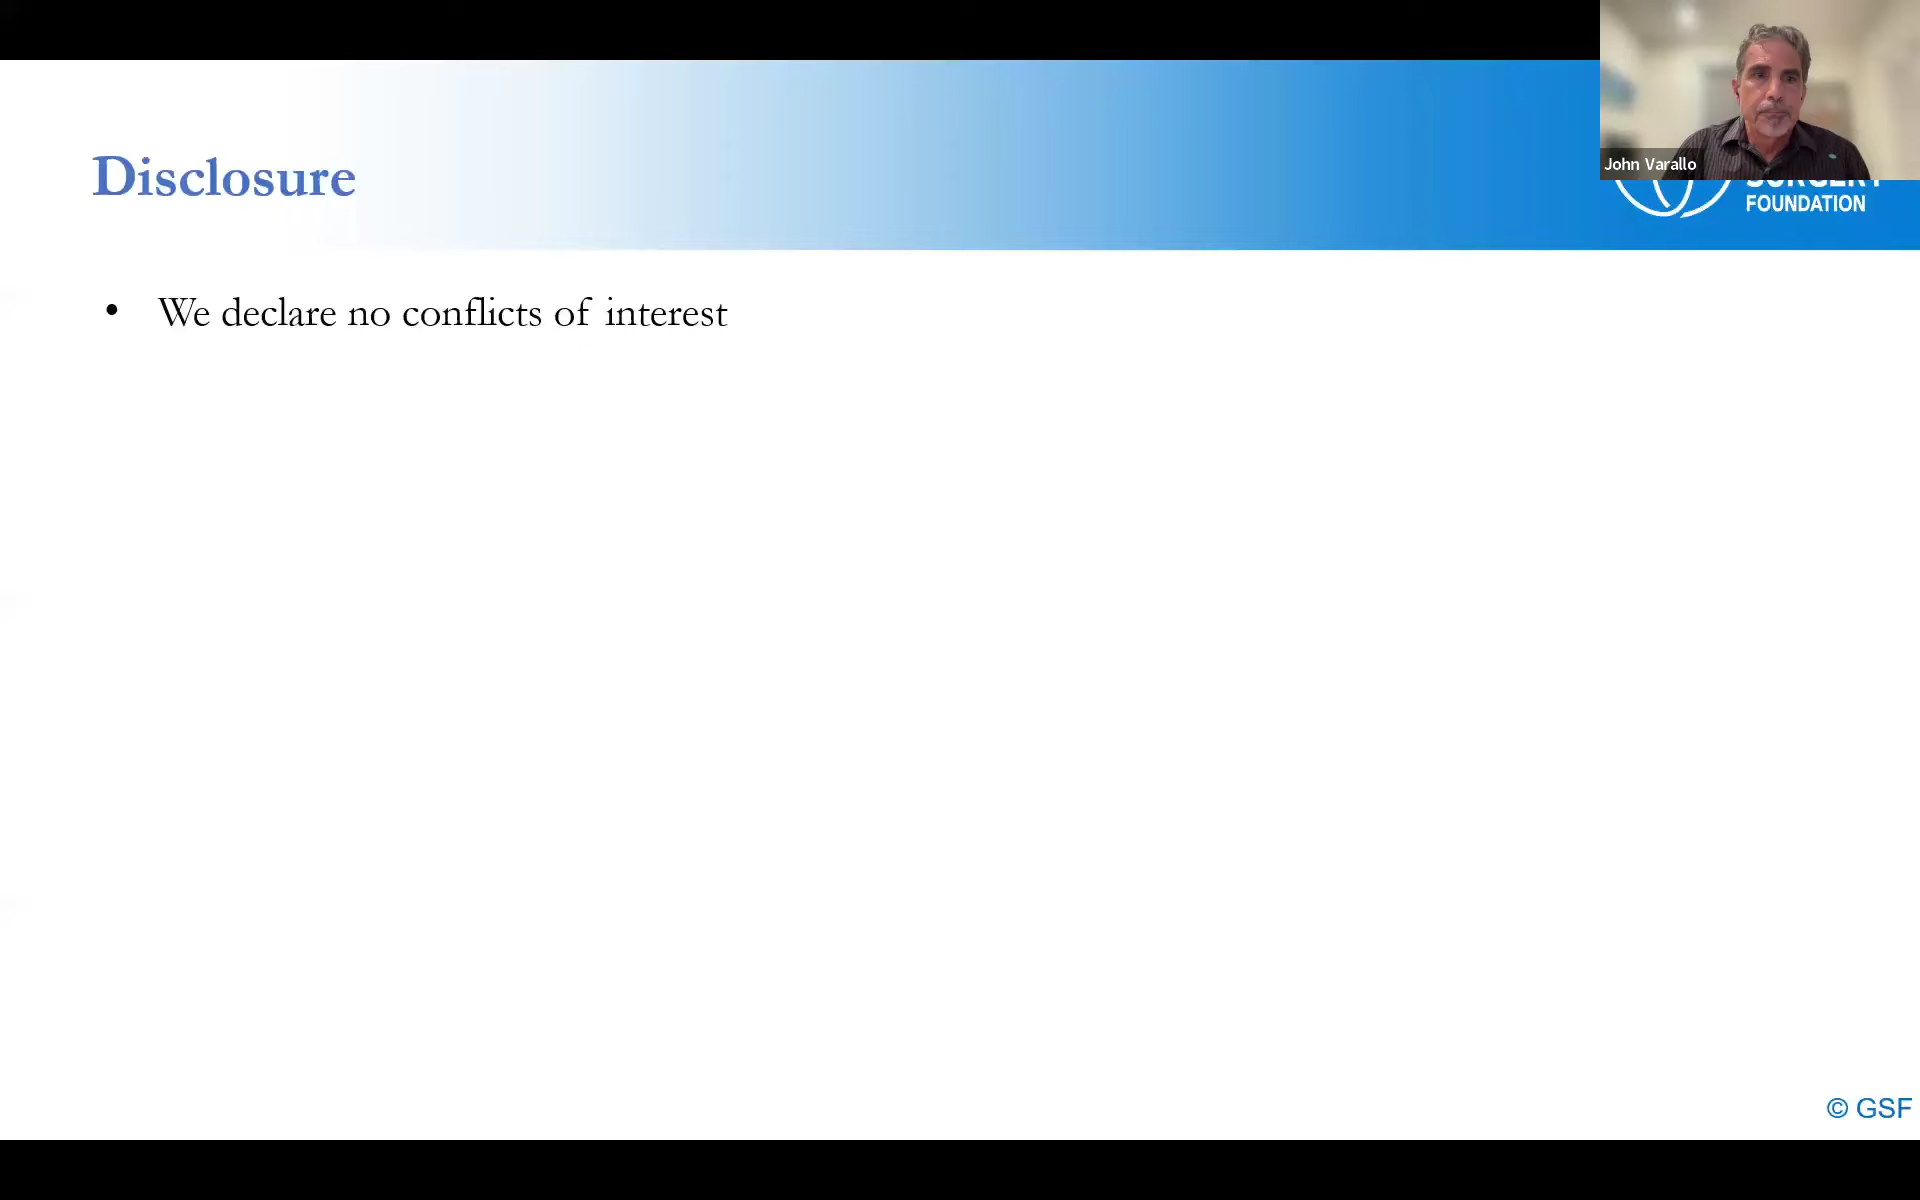 John Varallo
Disclosure
FOUNDATION
• We declare no conflicts of interest
© GSF